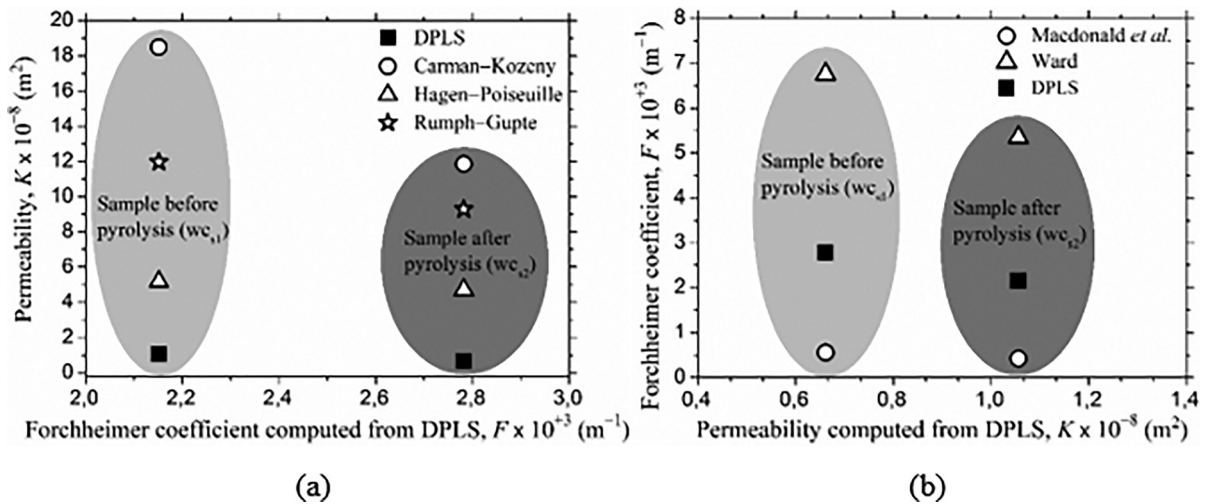 20
18
16
14
12
10
8
6
4
2
0
Permeability, K x 10⁻⁸ (m²)
DPLS
Carman–Kozeny
Hagen–Poiseuille
Rumph–Gupte
Sample before
pyrolysis (wcₛ₁)
Sample after
pyrolysis (wcₛ₂)
2,0 2,2 2,4 2,6 2,8 3,0
Forchheimer coefficient computed from DPLS, F x 10⁺³ (m⁻¹)
(a)
8
7
6
5
4
3
2
1
0
Forchheimer coefficient, F x 10⁺³ (m⁻¹)
Macdonald et al.
Ward
DPLS
Sample before
pyrolysis (wcₛ₁)
Sample after
pyrolysis (wcₛ₂)
0,4 0,6 0,8 1,0 1,2 1,4
Permeability computed from DPLS, K x 10⁻⁸ (m²)
(b)